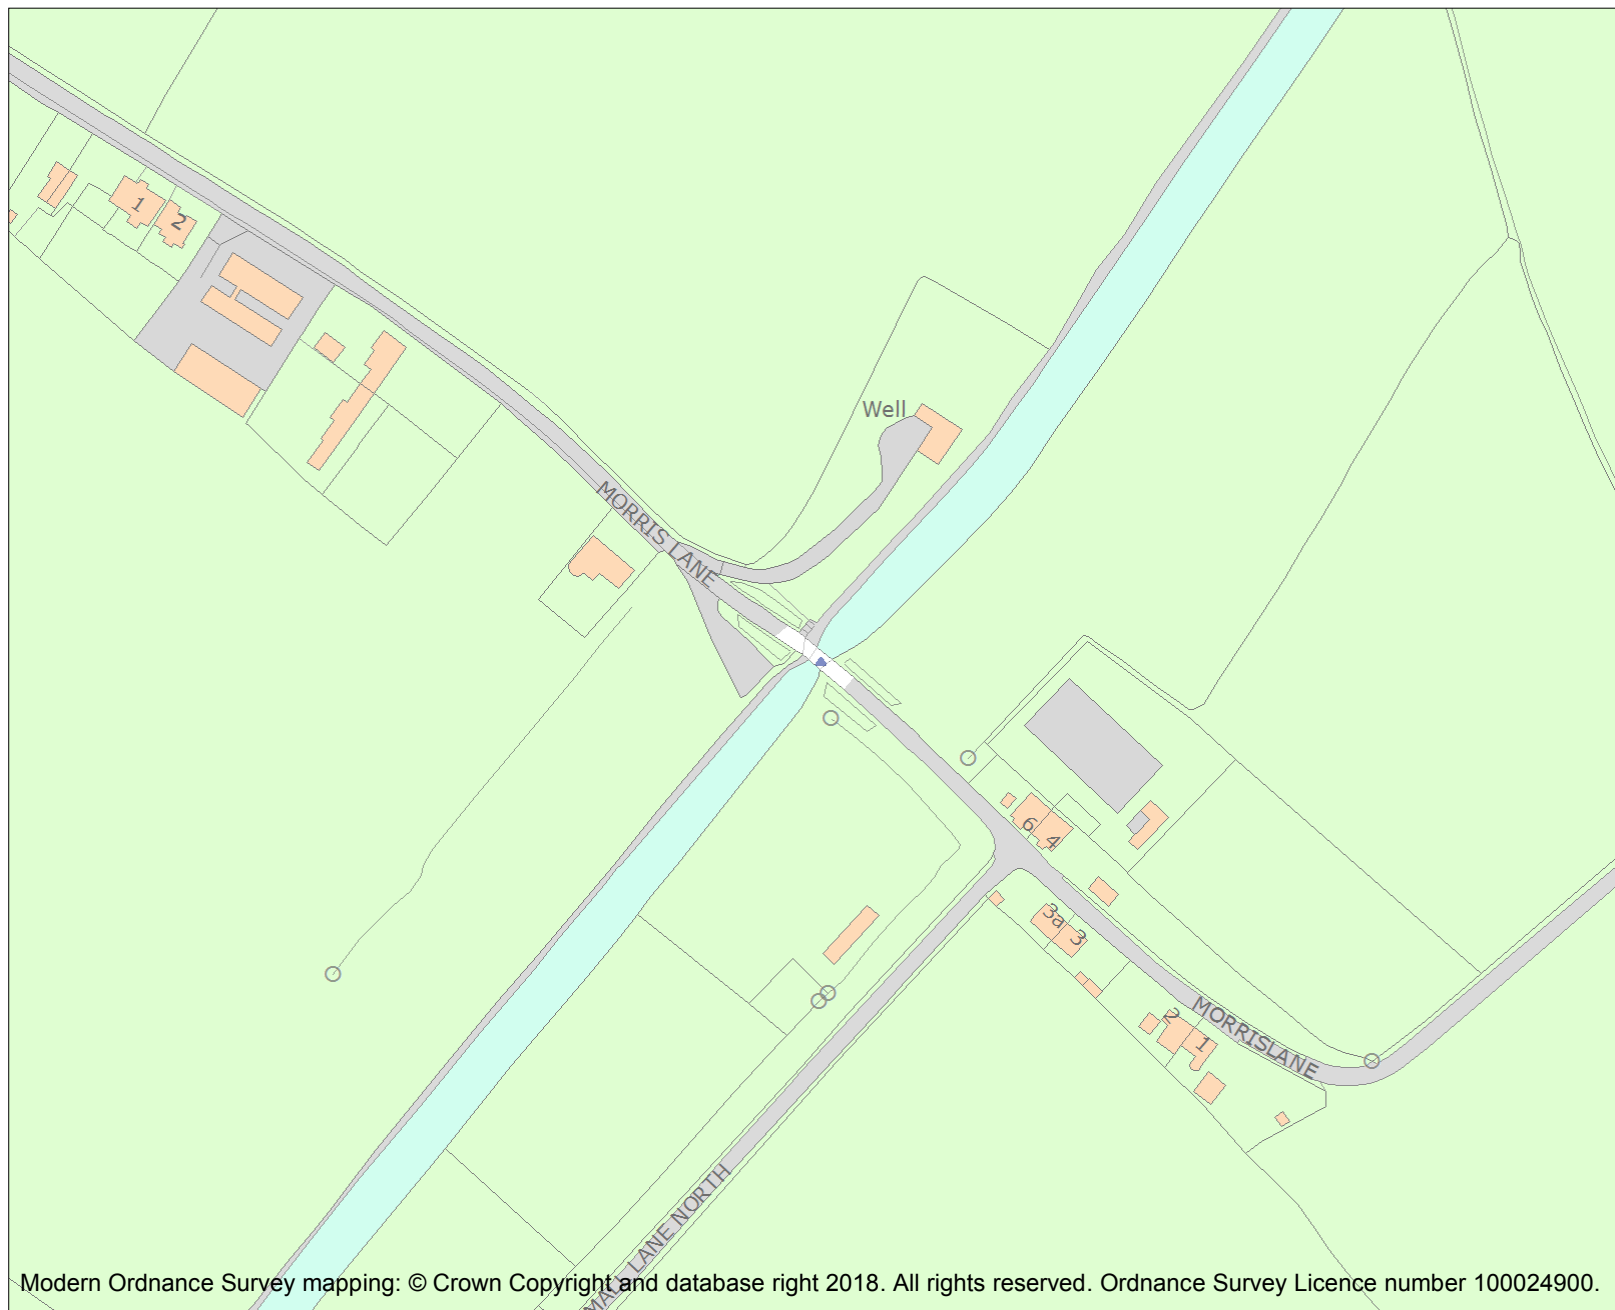 1
2
Well
MORRIS LANE
6
4
3a
3
2
1
MORRISLANE
LANE NORTH
Modern Ordnance Survey mapping: © Crown Copyright and database right 2018. All rights reserved. Ordnance Survey Licence number 100024900.